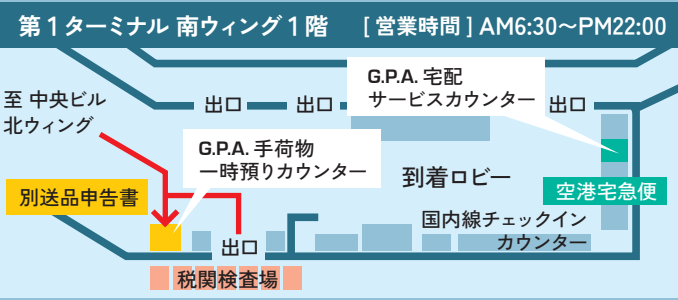 第1ターミナル 南ウィング1階 [営業時間] AM6:30〜PM22:00
至 中央ビル
北ウィング
出口
出口
G.P.A. 宅配
サービスカウンター
出口
G.P.A. 手荷物
一時預りカウンター
到着ロビー
別送品申告書
空港宅急便
国内線チェックイン
カウンター
出口
税関検査場